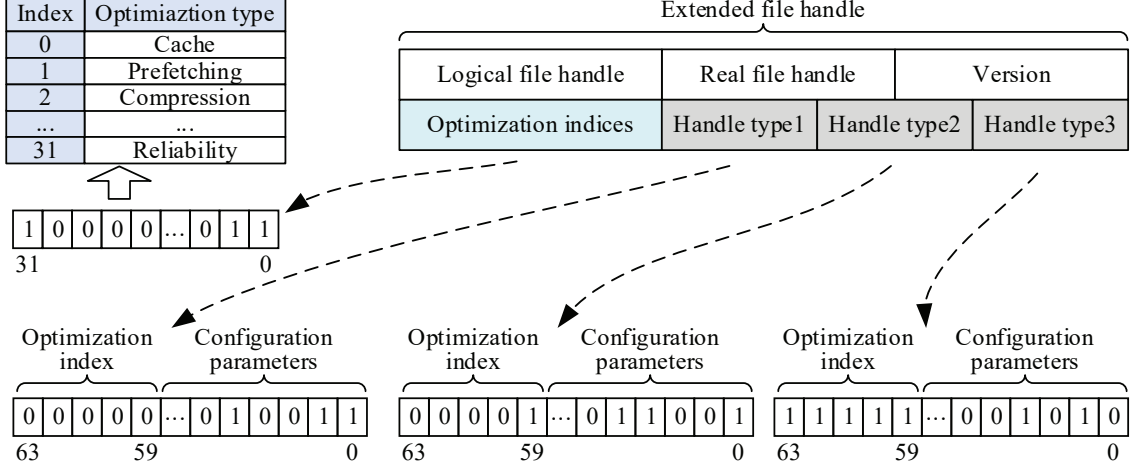 Index Optimiaztion type
0 Cache
1 Prefetching
2 Compression
... ...
31 Reliability
Extended file handle
Logical file handle Real file handle Version
Optimization indices Handle type1 Handle type2 Handle type3
1 0 0 0 0 ... 0 1 1
31 0
Optimization index Configuration parameters
0 0 0 0 0 ... 0 1 0 0 1 1
63 59 0
Optimization index Configuration parameters
0 0 0 0 1 ... 0 1 1 0 0 1
63 59 0
Optimization index Configuration parameters
1 1 1 1 1 ... 0 0 1 0 1 0
63 59 0